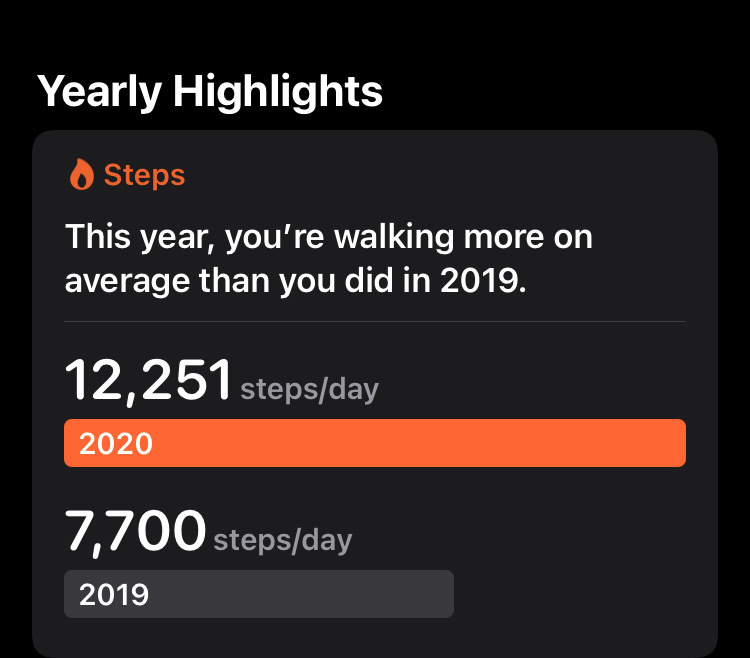 Yearly Highlights
Steps
This year, you’re walking more on
average than you did in 2019.
12,251 steps/day
2020
7,700 steps/day
2019